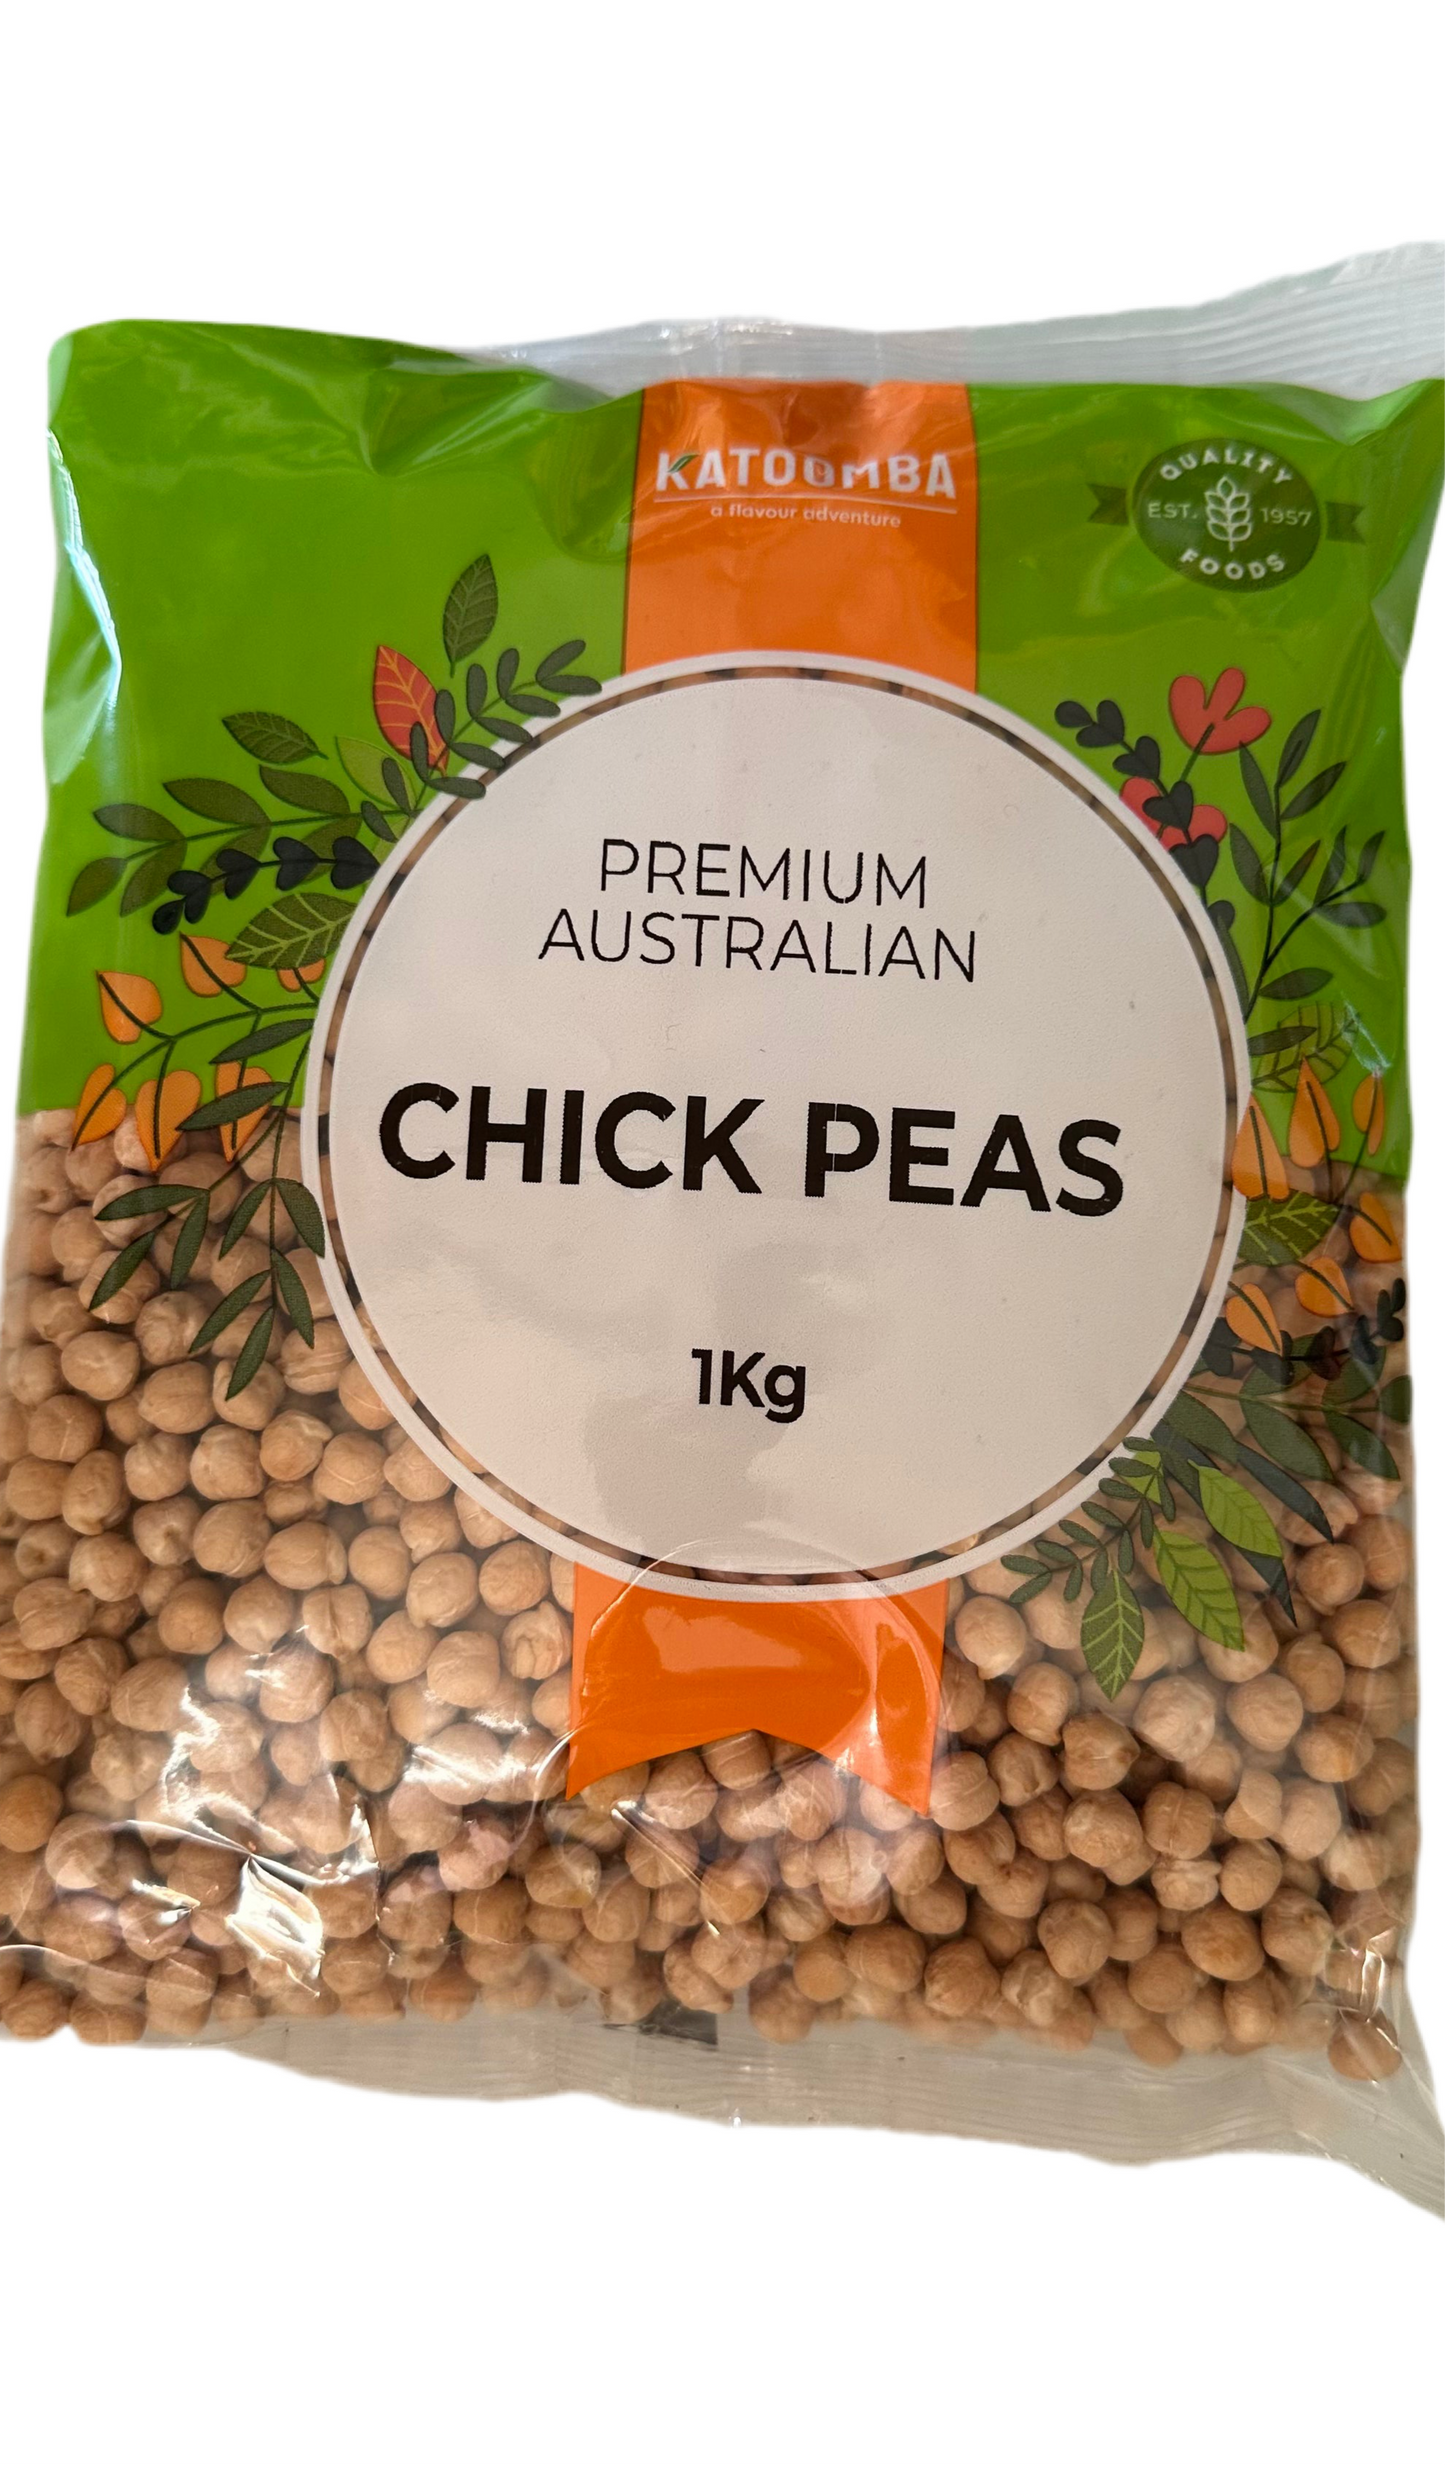 KATOOMBA
a flavour adventure
QUALITY
EST. 1957
FOODS
PREMIUM
AUSTRALIAN
CHICK PEAS
1Kg